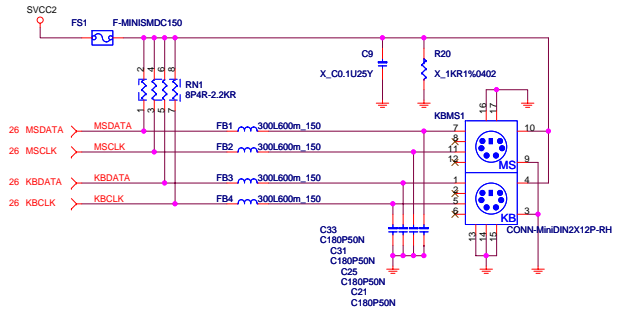 SVCC2
FS1 F-MINISMDC150
C9
X_C0.1U25Y
R20
X_1KR1%0402
2 4 6 8
RN1
8P4R-2.2KR
1 3 5 7
KBMS1
16 17
26 MSDATA MSDATA FB1 300L600m_150 7 10
8
26 MSCLK MSCLK FB2 300L600m_150 11
12 MS 9
26 KBDATA KBDATA FB3 300L600m_150 1 4
2
26 KBCLK KBCLK FB4 300L600m_150 5
6 KB 3
CONN-MiniDIN2X12P-RH
13 14 15
C33
C180P50N
C31
C180P50N
C25
C180P50N
C21
C180P50N